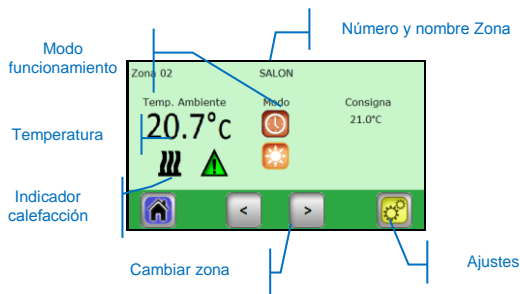 Número y nombre Zona
Modo
funcionamiento
Zona 02 SALON
Temp. Ambiente Modo Consigna
20.7°c 21.0°C
Temperatura
Indicador
calefacción
< >
Cambiar zona
Ajustes